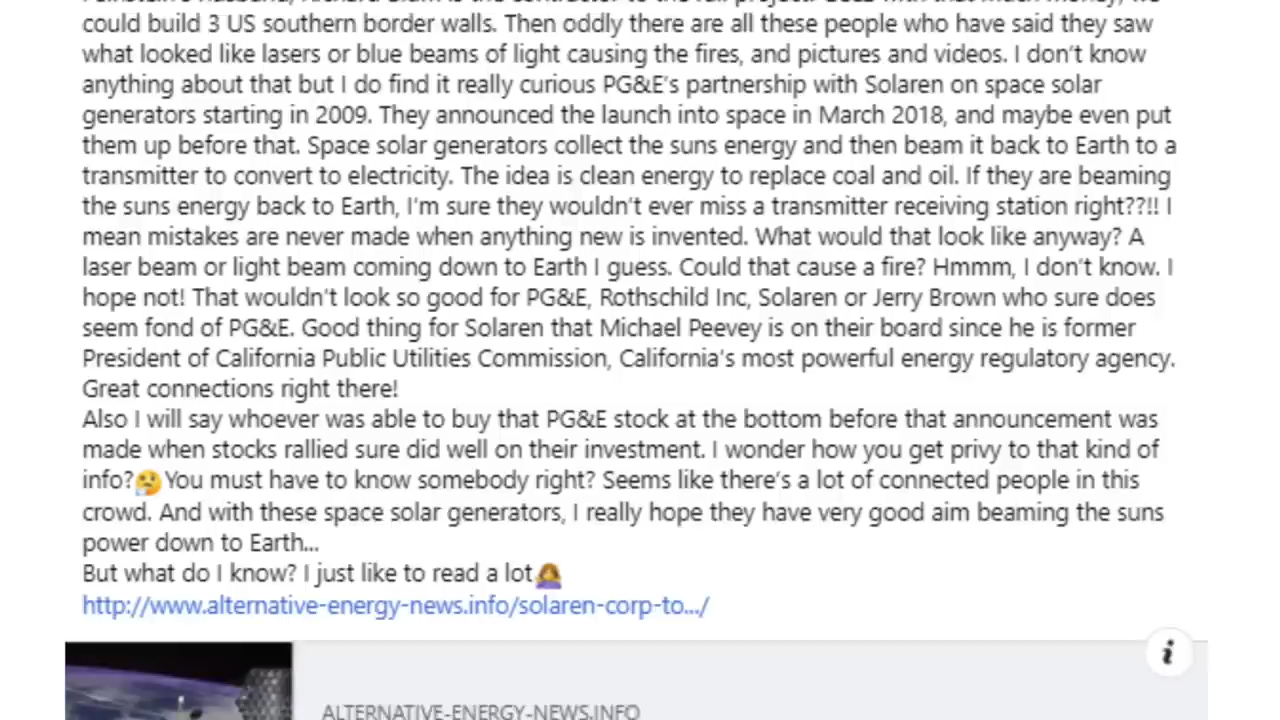 could build 3 US southern border walls. Then oddly there are all these people who have said they saw
what looked like lasers or blue beams of light causing the fires, and pictures and videos. I don't know
anything about that but I do find it really curious PG&E's partnership with Solaren on space solar
generators starting in 2009. They announced the launch into space in March 2018, and maybe even put
them up before that. Space solar generators collect the suns energy and then beam it back to Earth to a
transmitter to convert to electricity. The idea is clean energy to replace coal and oil. If they are beaming
the suns energy back to Earth, I'm sure they wouldn't ever miss a transmitter receiving station right??!! I
mean mistakes are never made when anything new is invented. What would that look like anyway? A
laser beam or light beam coming down to Earth I guess. Could that cause a fire? Hmmm, I don't know. I
hope not! That wouldn't look so good for PG&E, Rothschild Inc, Solaren or Jerry Brown who sure does
seem fond of PG&E. Good thing for Solaren that Michael Peevey is on their board since he is former
President of California Public Utilities Commission, California's most powerful energy regulatory agency.
Great connections right there!
Also I will say whoever was able to buy that PG&E stock at the bottom before that announcement was
made when stocks rallied sure did well on their investment. I wonder how you get privy to that kind of
info?🤔You must have to know somebody right? Seems like there's a lot of connected people in this
crowd. And with these space solar generators, I really hope they have very good aim beaming the suns
power down to Earth...
But what do I know? I just like to read a lot🤷‍♀️
http://www.alternative-energy-news.info/solaren-corp-to.../
i
ALTERNATIVE-ENERGY-NEWS.INFO